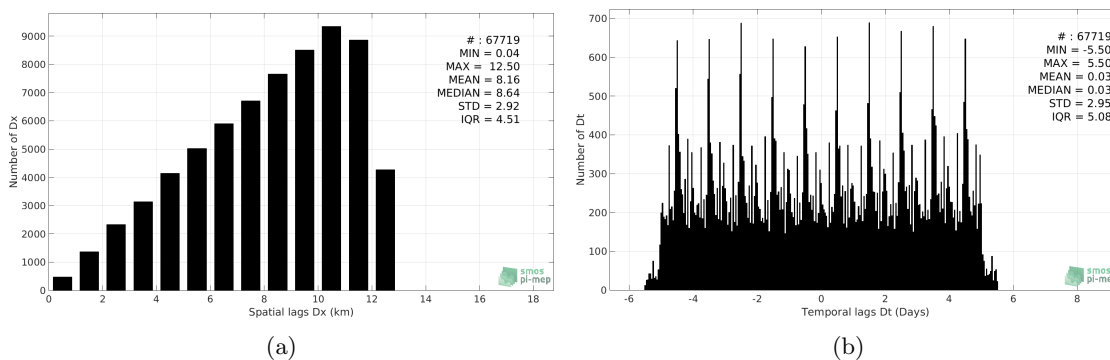 9000
8000
7000
6000
5000
4000
3000
2000
1000
0
Number of Dx
0 2 4 6 8 10 12 14 16 18
Spatial lags Dx (km)
# : 67719
MIN = 0.04
MAX = 12.50
MEAN = 8.16
MEDIAN = 8.64
STD = 2.92
IQR = 4.51
smos
pi-mep
(a)
700
600
500
400
300
200
100
0
Number of Dt
-6 -4 -2 0 2 4 6 8
Temporal lags Dt (Days)
# : 67719
MIN = -5.50
MAX = 5.50
MEAN = 0.03
MEDIAN = 0.03
STD = 2.95
IQR = 5.08
smos
pi-me
(b)